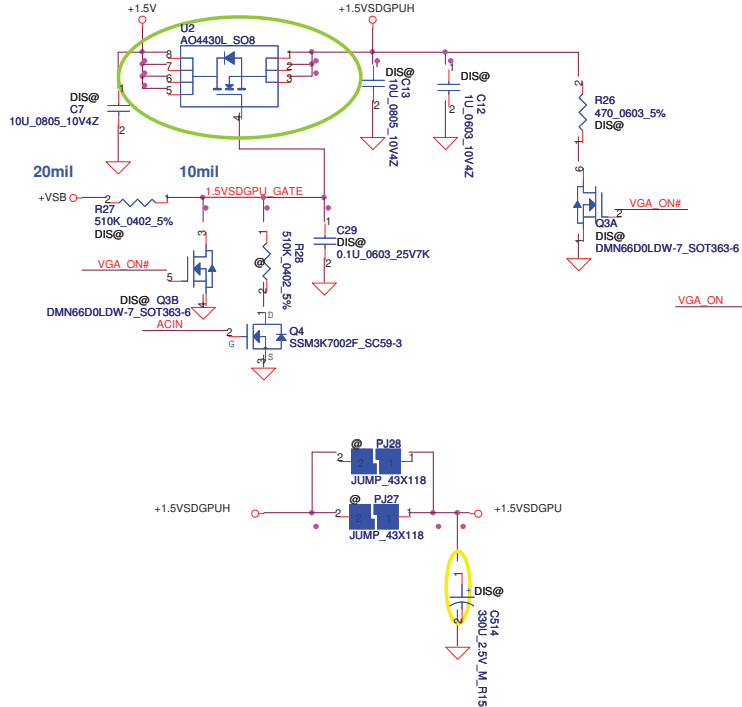 +1.5V
+1.5VSDGPUH
U2
AO4430L_SO8
8
7
6
5
1
2
3
4
DIS@
1
C7
10U_0805_10V4Z
2
1
DIS@
C13
10U_0805_10V4Z
2
1
DIS@
C12
1U_0603_10V4Z
2
2
R26
470_0603_5%
DIS@
1
20mil
10mil
+VSB
2
1
1.5VSDGPU_GATE
R27
510K_0402_5%
DIS@
1
R28
510K_0402_5%
@
2
1
C29
DIS@
0.1U_0603_25V7K
2
6
2
VGA_ON#
1
Q3A
DIS@
DMN66D0LDW-7_SOT363-6
VGA_ON#
3
5
4
DIS@ Q3B
DMN66D0LDW-7_SOT363-6
VGA_ON
ACIN
2
G
1
D
Q4
SSM3K7002F_SC59-3
3
S
@
PJ28
2
2
1
1
JUMP_43X118
+1.5VSDGPUH
@
PJ27
2
2
1
1
JUMP_43X118
+1.5VSDGPU
1
+
DIS@
C514
330U_2.5V_M_R15
2